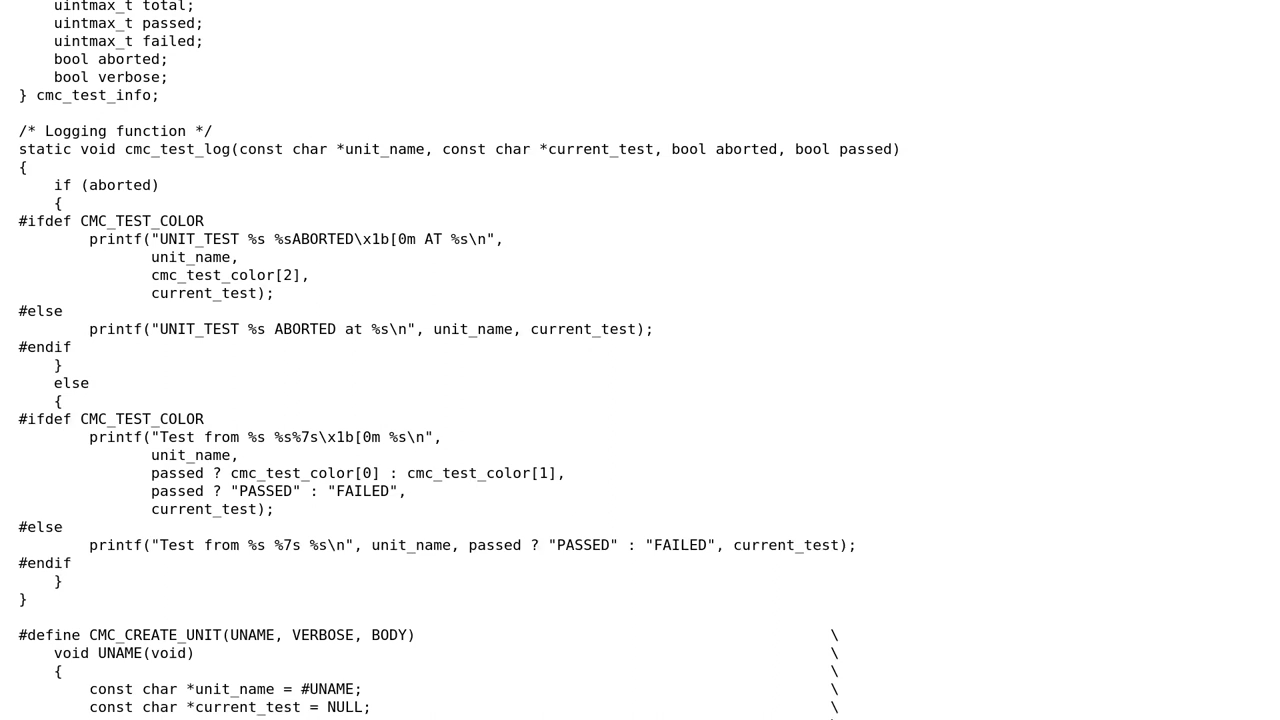 uintmax_t total;
    uintmax_t passed;
    uintmax_t failed;
    bool aborted;
    bool verbose;
} cmc_test_info;

/* Logging function */
static void cmc_test_log(const char *unit_name, const char *current_test, bool aborted, bool passed)
{
    if (aborted)
    {
#ifdef CMC_TEST_COLOR
        printf("UNIT_TEST %s %sABORTED\x1b[0m AT %s\n",
               unit_name,
               cmc_test_color[2],
               current_test);
#else
        printf("UNIT_TEST %s ABORTED at %s\n", unit_name, current_test);
#endif
    }
    else
    {
#ifdef CMC_TEST_COLOR
        printf("Test from %s %s%7s\x1b[0m %s\n",
               unit_name,
               passed ? cmc_test_color[0] : cmc_test_color[1],
               passed ? "PASSED" : "FAILED",
               current_test);
#else
        printf("Test from %s %7s %s\n", unit_name, passed ? "PASSED" : "FAILED", current_test);
#endif
    }
}

#define CMC_CREATE_UNIT(UNAME, VERBOSE, BODY)                                               \
    void UNAME(void)                                                                        \
    {                                                                                       \
        const char *unit_name = #UNAME;                                                     \
        const char *current_test = NULL;                                                    \